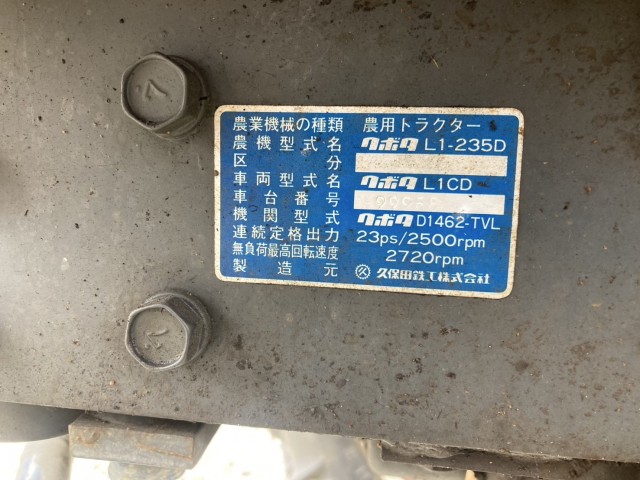 農業機械の種類 農用トラクター
農機型式名 クボタ L1-235D
区分
車両型式名 クボタ L1CD
車台番号
機関型式 クボタ D1462-TVL
連続定格出力 23ps/2500rpm
無負荷最高回転速度 2720rpm
製造元 久保田鉄工株式会社
7
7